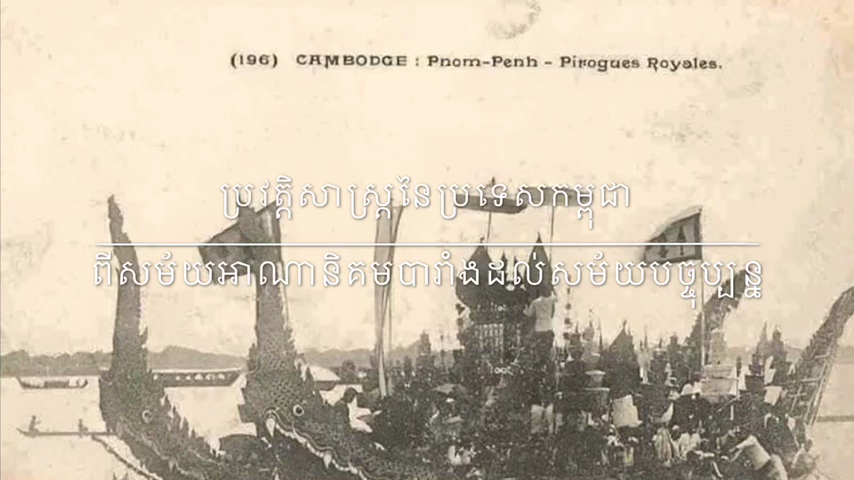 (196) CAMBODGE : Pnom-Penh - Pirogues Royales.
ប្រវត្តិសាស្ត្រនៃប្រទេសកម្ពុជា
ពីសម័យអាណានិគមបារាំងដល់សម័យបច្ចុប្បន្ន